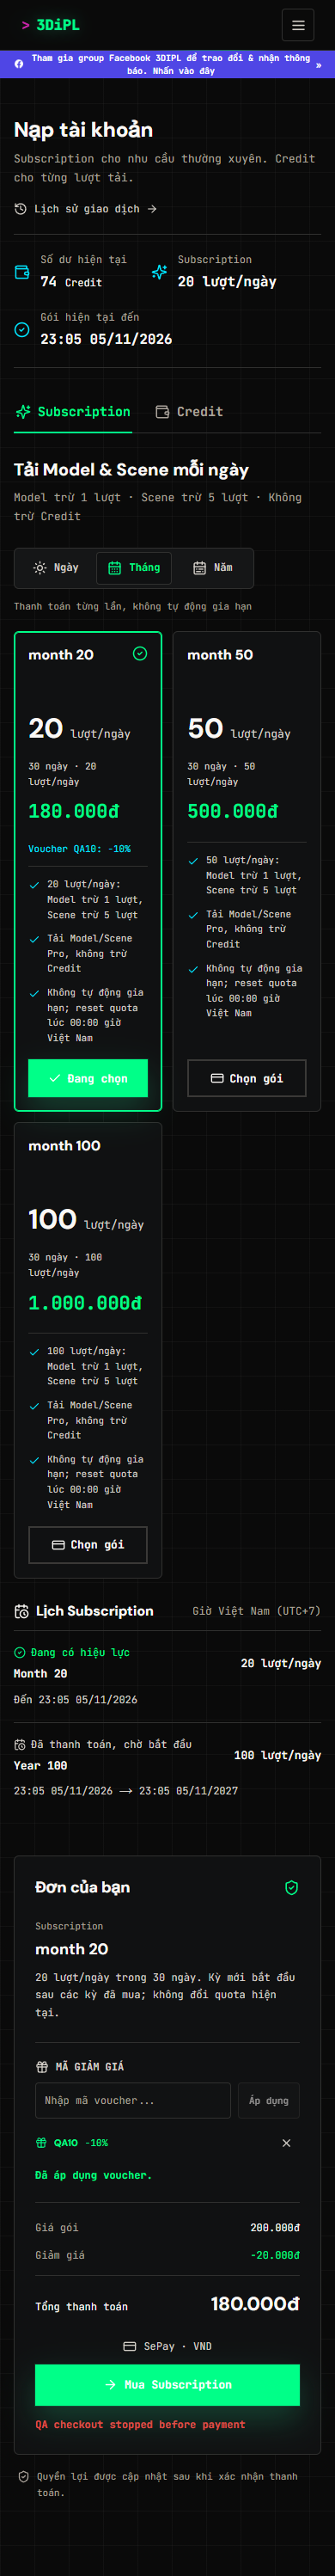 > 3DiPL
Tham gia group Facebook 3DIPL để trao đổi & nhận thông
báo. Nhấn vào đây
»
Nạp tài khoản
Subscription cho nhu cầu thường xuyên. Credit
cho từng lượt tải.
Lịch sử giao dịch →
Số dư hiện tại
74 Credit
Subscription
20 lượt/ngày
Gói hiện tại đến
23:05 05/11/2026
Subscription
Credit
Tải Model & Scene mỗi ngày
Model trừ 1 lượt · Scene trừ 5 lượt · Không
trừ Credit
Ngày
Tháng
Năm
Thanh toán từng lần, không tự động gia hạn
month 20
20 lượt/ngày
30 ngày · 20
lượt/ngày
180.000đ
Voucher QA10: -10%
20 lượt/ngày:
Model trừ 1 lượt,
Scene trừ 5 lượt
Tải Model/Scene
Pro, không trừ
Credit
Không tự động gia
hạn; reset quota
lúc 00:00 giờ
Việt Nam
Đang chọn
month 50
50 lượt/ngày
30 ngày · 50
lượt/ngày
500.000đ
50 lượt/ngày:
Model trừ 1 lượt,
Scene trừ 5 lượt
Tải Model/Scene
Pro, không trừ
Credit
Không tự động gia
hạn; reset quota
lúc 00:00 giờ
Việt Nam
Chọn gói
month 100
100 lượt/ngày
30 ngày · 100
lượt/ngày
1.000.000đ
100 lượt/ngày:
Model trừ 1 lượt,
Scene trừ 5 lượt
Tải Model/Scene
Pro, không trừ
Credit
Không tự động gia
hạn; reset quota
lúc 00:00 giờ
Việt Nam
Chọn gói
Lịch Subscription
Giờ Việt Nam (UTC+7)
Đang có hiệu lực
Month 20
20 lượt/ngày
Đến 23:05 05/11/2026
Đã thanh toán, chờ bắt đầu
Year 100
100 lượt/ngày
23:05 05/11/2026 → 23:05 05/11/2027
Đơn của bạn
Subscription
month 20
20 lượt/ngày trong 30 ngày. Kỳ mới bắt đầu
sau các kỳ đã mua; không đổi quota hiện
tại.
MÃ GIẢM GIÁ
Nhập mã voucher...
Áp dụng
QA10 -10%
Đã áp dụng voucher.
Giá gói
200.000đ
Giảm giá
-20.000đ
Tổng thanh toán
180.000đ
SePay · VND
→ Mua Subscription
QA checkout stopped before payment
Quyền lợi được cập nhật sau khi xác nhận thanh
toán.